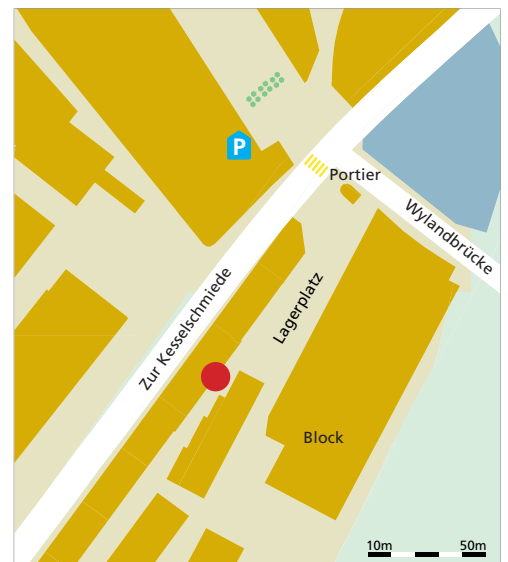 P
Portier
Wylandbrücke
Zur Kesselschmiede
Lagerplatz
Block
10m 50m